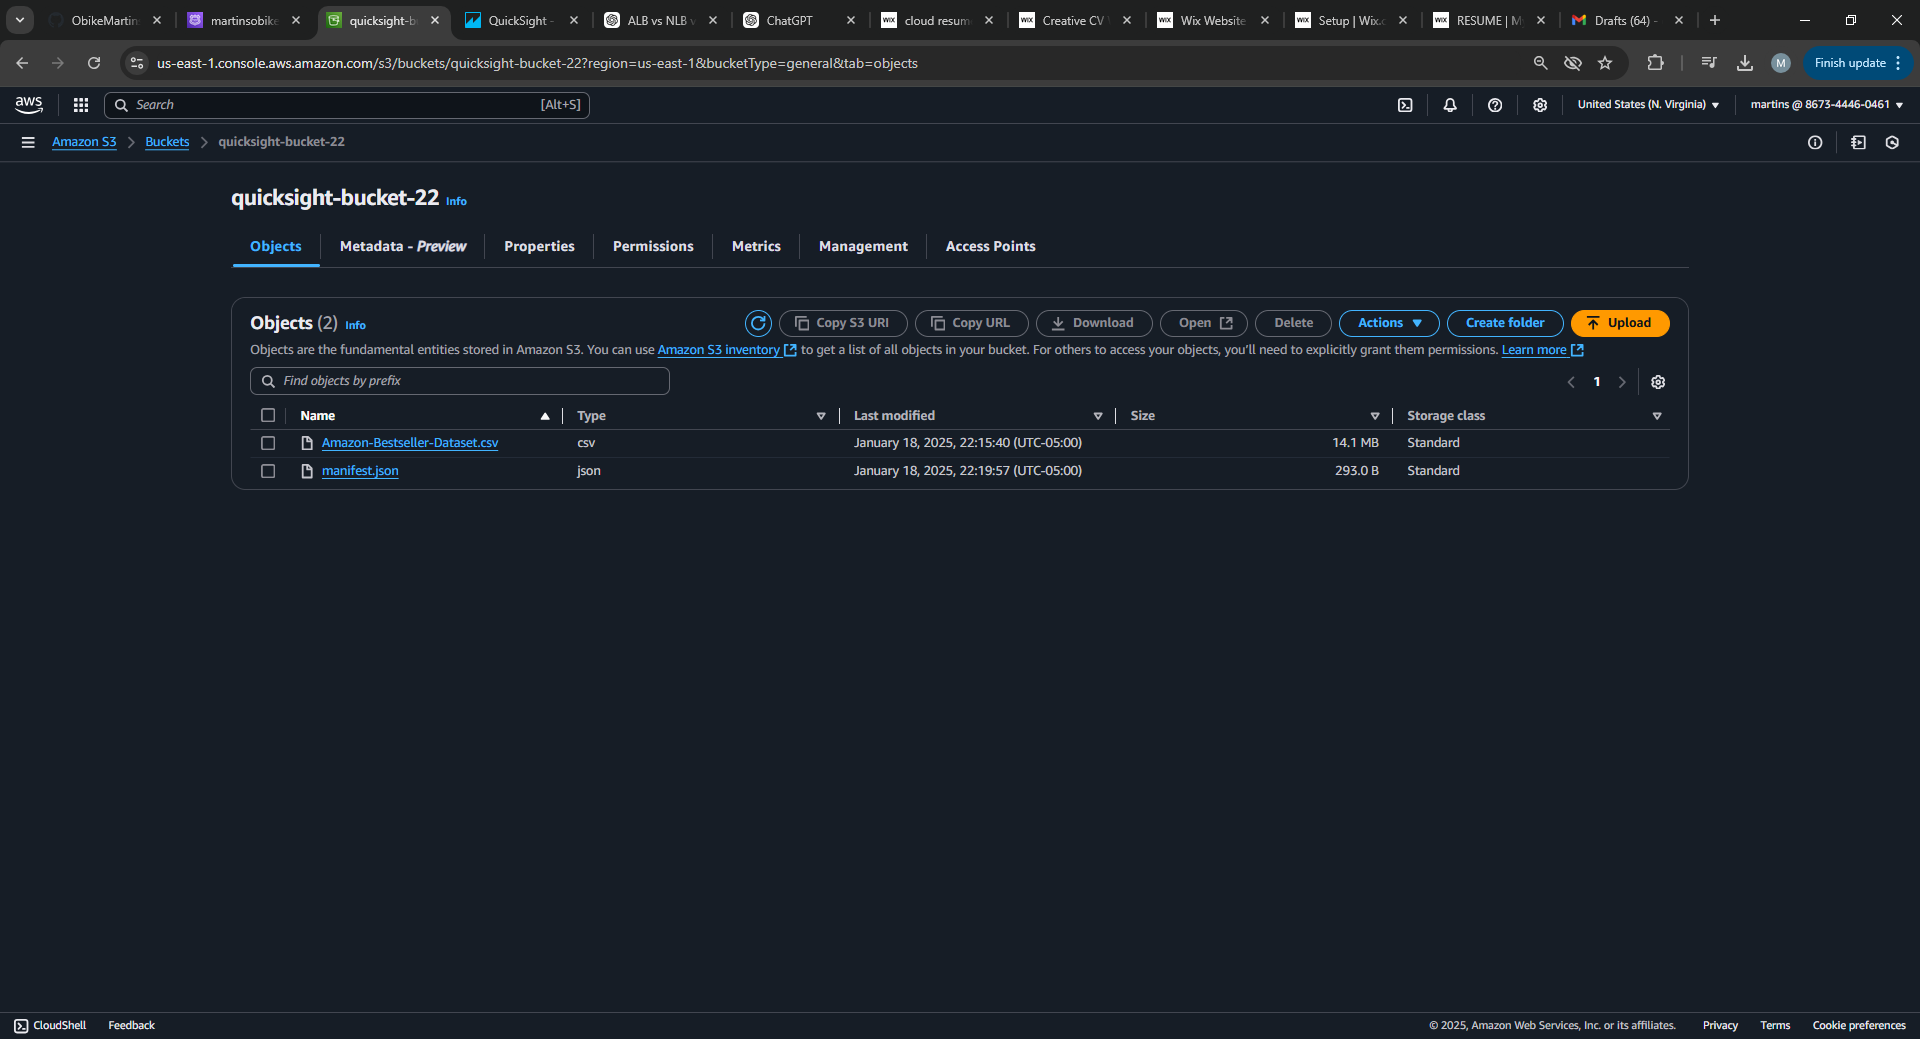 ObikeMartin
martinsobike
quicksight-b
QuickSight -
ALB vs NLB v
ChatGPT
cloud resum
Creative CV
Wix Website
Setup | Wix.c
RESUME | M
Drafts (64) -
us-east-1.console.aws.amazon.com/s3/buckets/quicksight-bucket-22?region=us-east-1&bucketType=general&tab=objects
M
Finish update
aws
Search
[Alt+S]
United States (N. Virginia)
martins @ 8673-4446-0461
Amazon S3
Buckets
quicksight-bucket-22
quicksight-bucket-22 Info
Objects
Metadata - Preview
Properties
Permissions
Metrics
Management
Access Points
Objects (2) Info
Copy S3 URI
Copy URL
Download
Open
Delete
Actions
Create folder
Upload
Objects are the fundamental entities stored in Amazon S3. You can use Amazon S3 inventory to get a list of all objects in your bucket. For others to access your objects, you'll need to explicitly grant them permissions. Learn more
Find objects by prefix
1
Name Type Last modified Size Storage class
Amazon-Bestseller-Dataset.csv csv January 18, 2025, 22:15:40 (UTC-05:00) 14.1 MB Standard
manifest.json json January 18, 2025, 22:19:57 (UTC-05:00) 293.0 B Standard
CloudShell
Feedback
© 2025, Amazon Web Services, Inc. or its affiliates.
Privacy
Terms
Cookie preferences